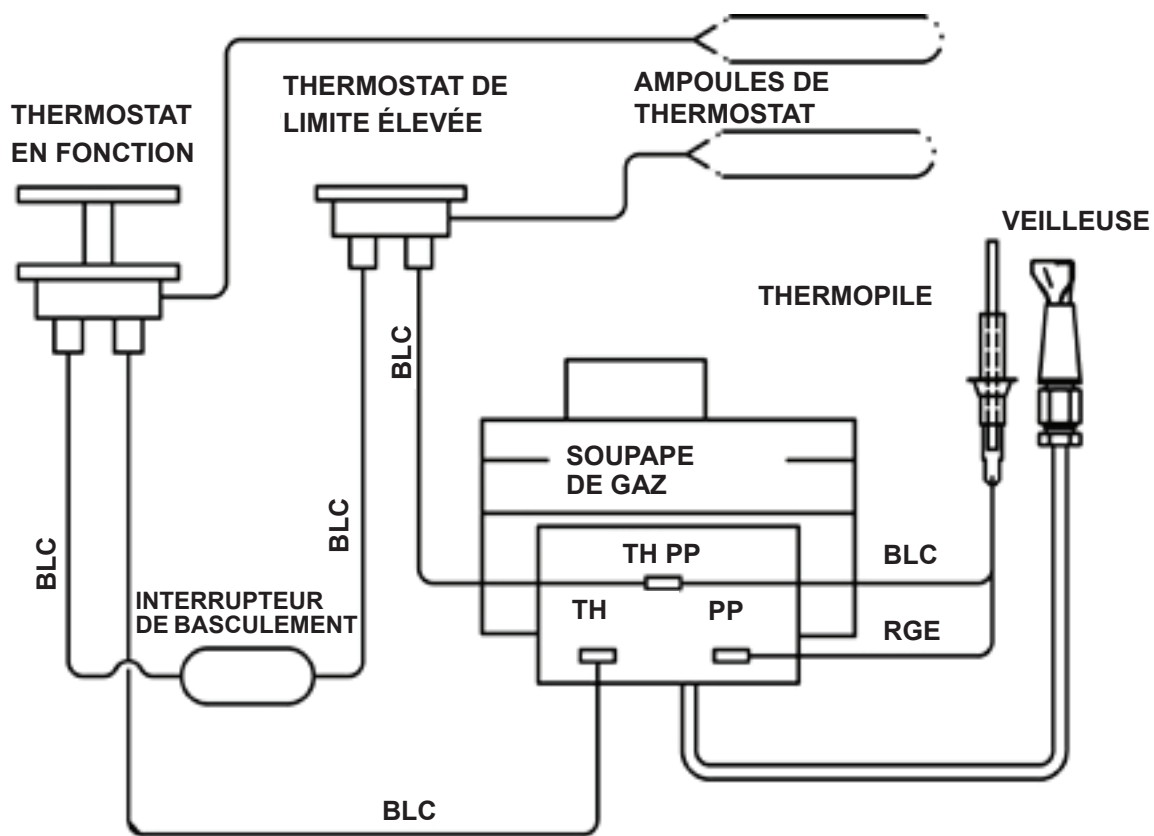 THERMOSTAT
EN FONCTION
THERMOSTAT DE
LIMITE ÉLEVÉE
AMPOULES DE
THERMOSTAT
VEILLEUSE
THERMOPILE
BLC
SOUPAPE
DE GAZ
BLC
BLC
TH PP
BLC
TH
PP
RGE
INTERRUPTEUR
DE BASCULEMENT
BLC